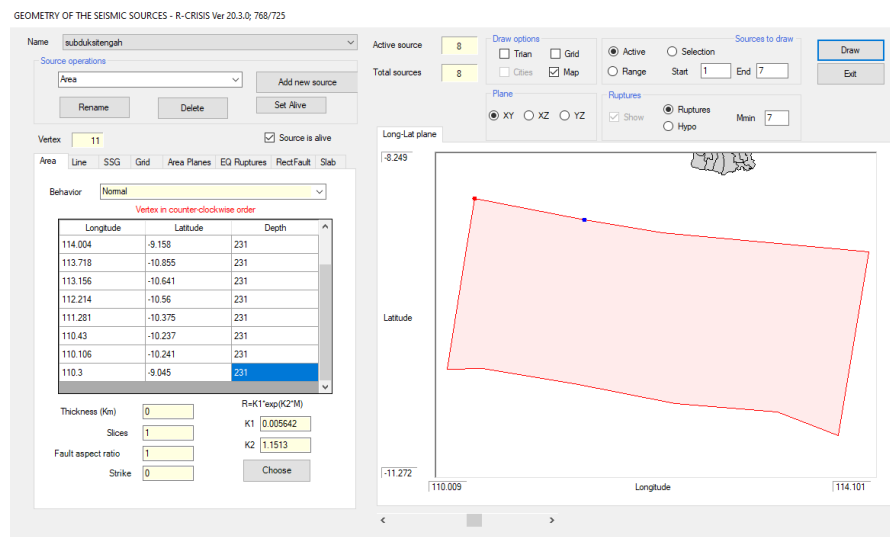 GEOMETRY OF THE SEISMIC SOURCES - R-CRISIS Ver 20.3.0; 768/725
Name subduksitengah
Source operations
Area
Add new source
Rename Delete Set Alive
Vertex 11 Source is alive
Area Line SSG Grid Area Planes EQ Ruptures RectFault Slab
Behavior Normal
Vertex in counter-clockwise order
Longitude Latitude Depth
114.004 -9.158 231
113.718 -10.855 231
113.156 -10.641 231
112.214 -10.56 231
111.281 -10.375 231
110.43 -10.237 231
110.106 -10.241 231
110.3 -9.045 231
Thickness (Km) 0
Slices 1
Fault aspect ratio 1
Strike 0
R=K1*exp(K2*M)
K1 0.005642
K2 1.1513
Choose
Active source 8
Total sources 8
Draw options
Trian Grid
Cities Map
Sources to draw
Active Selection
Range Start 1 End 7
Draw
Exit
Plane
XY XZ YZ
Ruptures
Show Ruptures
Hypo
Mmin 7
Long-Lat plane
-8.249
Latitude
-11.272
110.009 Longitude 114.101